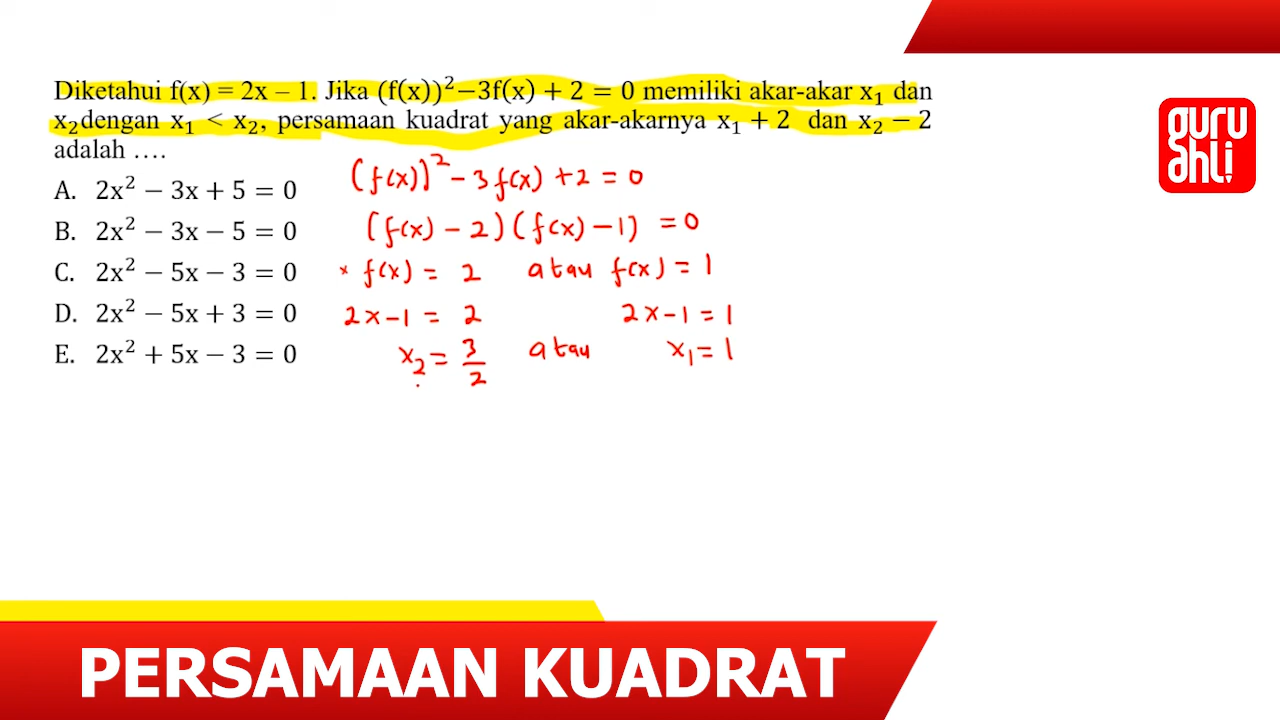 Diketahui f(x) = 2x – 1. Jika (f(x))² − 3f(x) + 2 = 0 memiliki akar-akar x₁ dan
x₂dengan x₁ < x₂, persamaan kuadrat yang akar-akarnya x₁ + 2 dan x₂ − 2
adalah ....
A. 2x² − 3x + 5 = 0
B. 2x² − 3x − 5 = 0
C. 2x² − 5x − 3 = 0
D. 2x² − 5x + 3 = 0
E. 2x² + 5x − 3 = 0
(f(x))² - 3f(x) + 2 = 0
(f(x) - 2) (f(x) - 1) = 0
* f(x) = 2 atau f(x) = 1
2x - 1 = 2 2x - 1 = 1
x₂ = 3/2 atau x₁ = 1
guru
ahli
PERSAMAAN KUADRAT